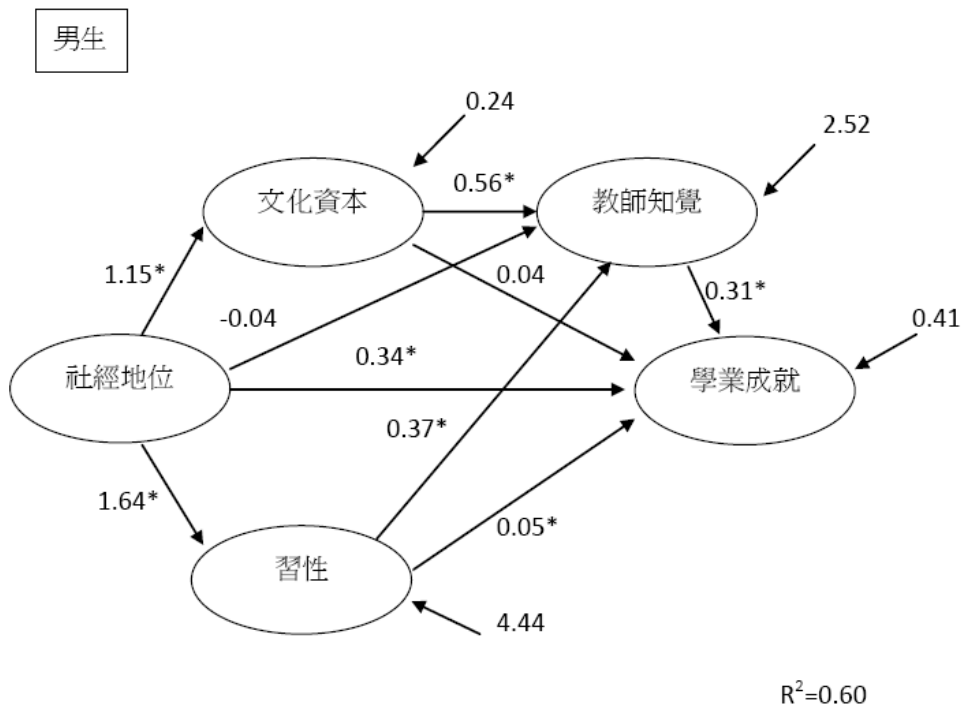 男生
0.24
2.52
文化資本
0.56*
教師知覺
1.15*
-0.04
0.04
0.31*
0.41
社經地位
0.34*
學業成就
0.37*
1.64*
0.05*
習性
4.44
R²=0.60